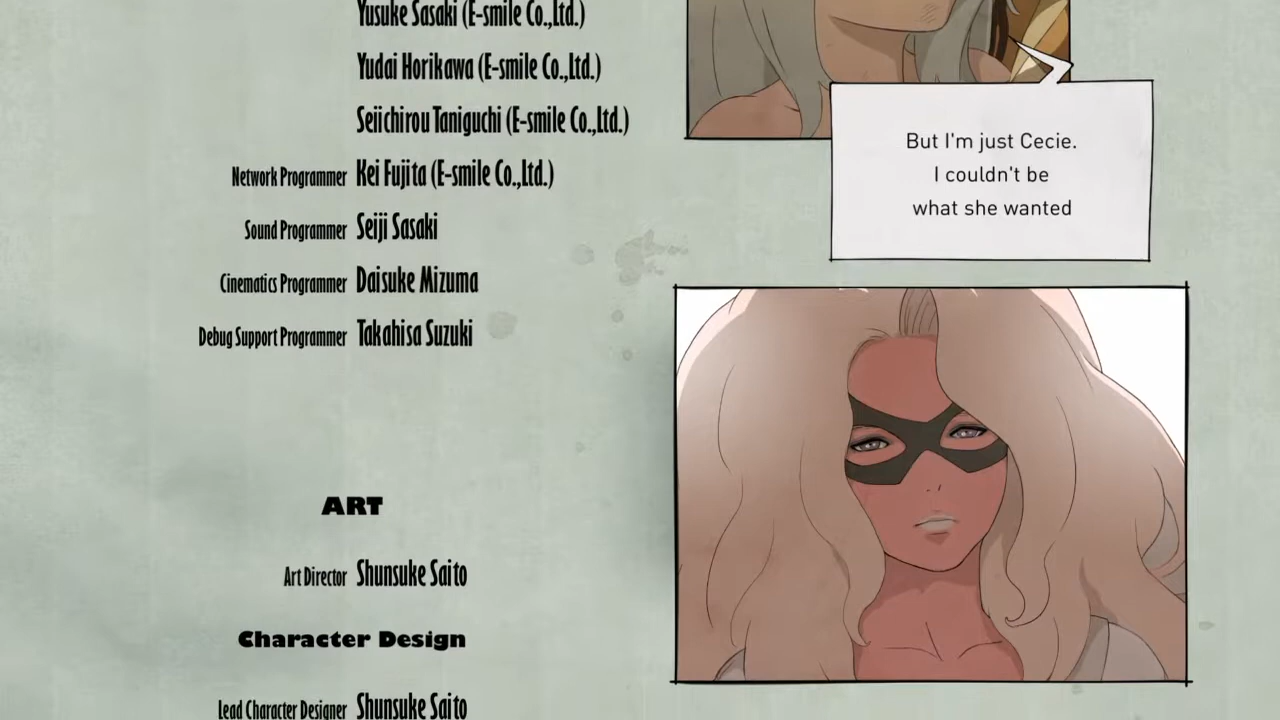 Yusuke Sasaki (E-smile Co.,Ltd.)
Yudai Horikawa (E-smile Co.,Ltd.)
Seiichirou Taniguchi (E-smile Co.,Ltd.)
Network Programmer Kei Fujita (E-smile Co.,Ltd.)
Sound Programmer Seiji Sasaki
Cinematics Programmer Daisuke Mizuma
Debug Support Programmer Takahisa Suzuki
ART
Art Director Shunsuke Saito
Character Design
Lead Character Designer Shunsuke Saito
But I'm just Cecie.
I couldn't be
what she wanted